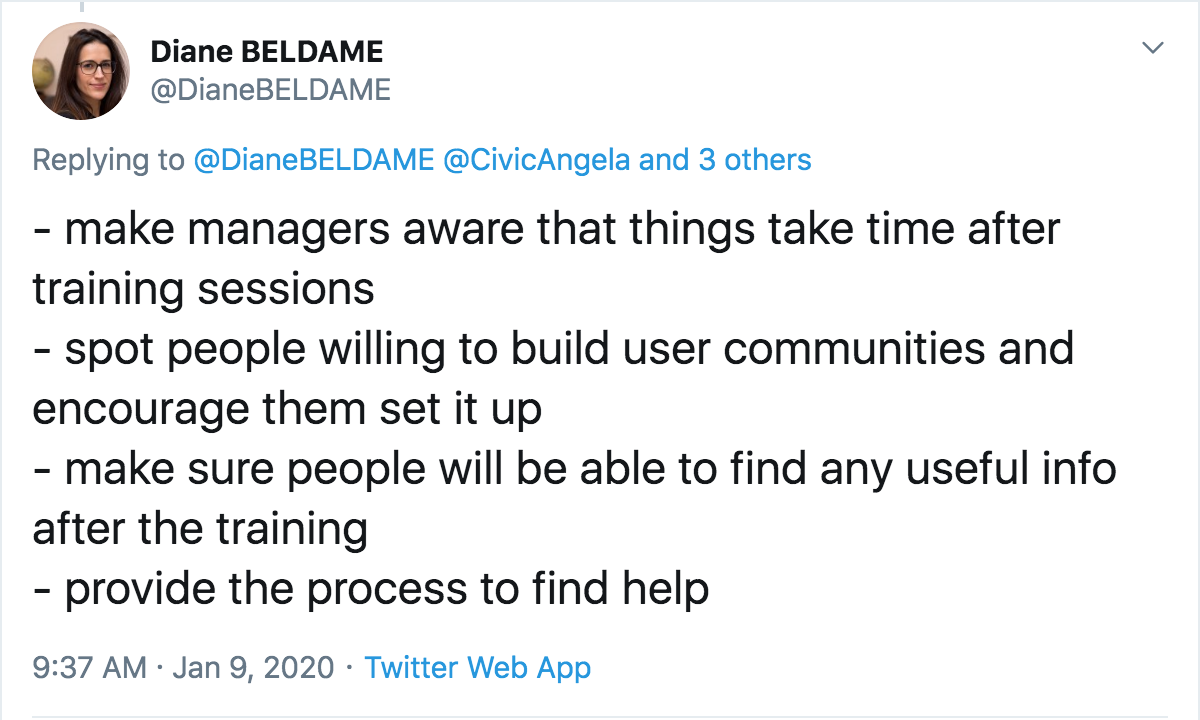 Diane BELDAME
@DianeBELDAME
Replying to @DianeBELDAME @CivicAngela and 3 others
- make managers aware that things take time after
training sessions
- spot people willing to build user communities and
encourage them set it up
- make sure people will be able to find any useful info
after the training
- provide the process to find help
9:37 AM · Jan 9, 2020 · Twitter Web App